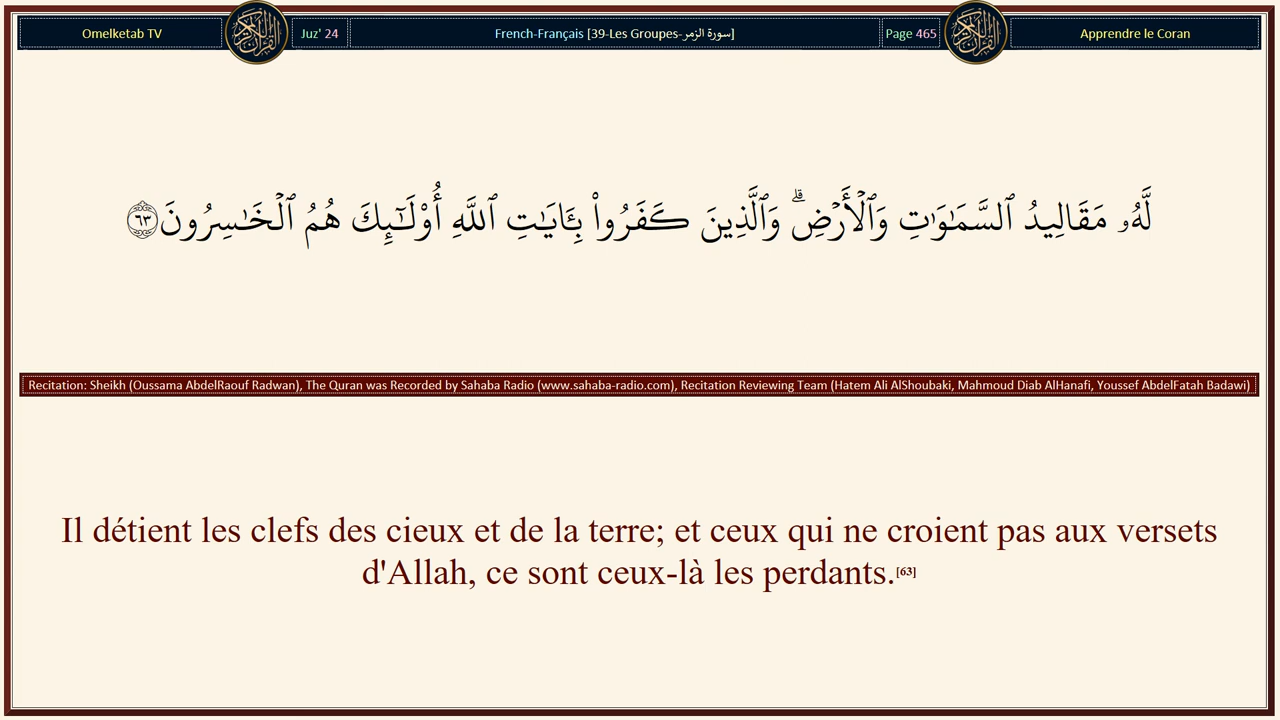 Omelketab TV
Juz' 24
French-Français [39-Les Groupes-سورة الزمر]
Page 465
Apprendre le Coran
لَّهُۥ مَقَالِيدُ ٱلسَّمَٰوَٰتِ وَٱلْأَرْضِ ۗ وَٱلَّذِينَ كَفَرُوا۟ بِـَٔايَٰتِ ٱللَّهِ أُو۟لَٰٓئِكَ هُمُ ٱلْخَٰسِرُونَ ٦٣
Recitation: Sheikh (Oussama AbdelRaouf Radwan), The Quran was Recorded by Sahaba Radio (www.sahaba-radio.com), Recitation Reviewing Team (Hatem Ali AlShoubaki, Mahmoud Diab AlHanafi, Youssef AbdelFatah Badawi)
Il détient les clefs des cieux et de la terre; et ceux qui ne croient pas aux versets
d'Allah, ce sont ceux-là les perdants.[63]